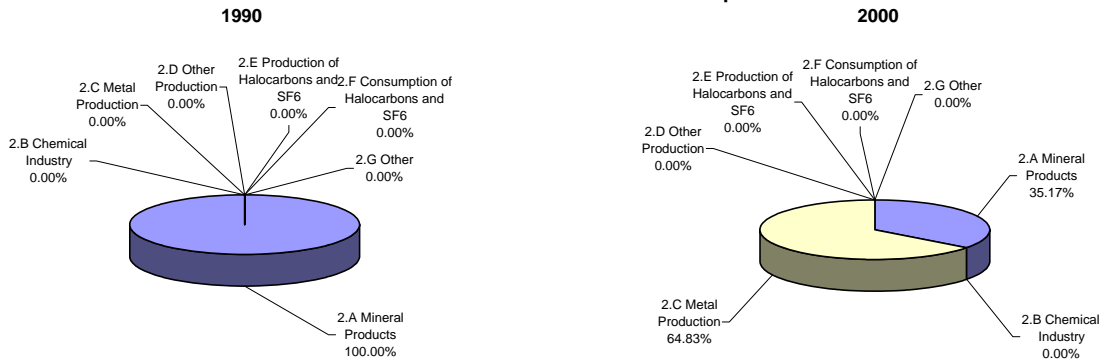 1990
2.B Chemical
Industry
0.00%
2.C Metal
Production
0.00%
2.D Other
Production
0.00%
2.E Production of
Halocarbons and
SF6
0.00%
2.F Consumption of
Halocarbons and
SF6
0.00%
2.G Other
0.00%
2.A Mineral
Products
100.00%
2000
2.D Other
Production
0.00%
2.E Production of
Halocarbons and
SF6
0.00%
2.F Consumption of
Halocarbons and
SF6
0.00%
2.G Other
0.00%
2.A Mineral
Products
35.17%
2.C Metal
Production
64.83%
2.B Chemical
Industry
0.00%